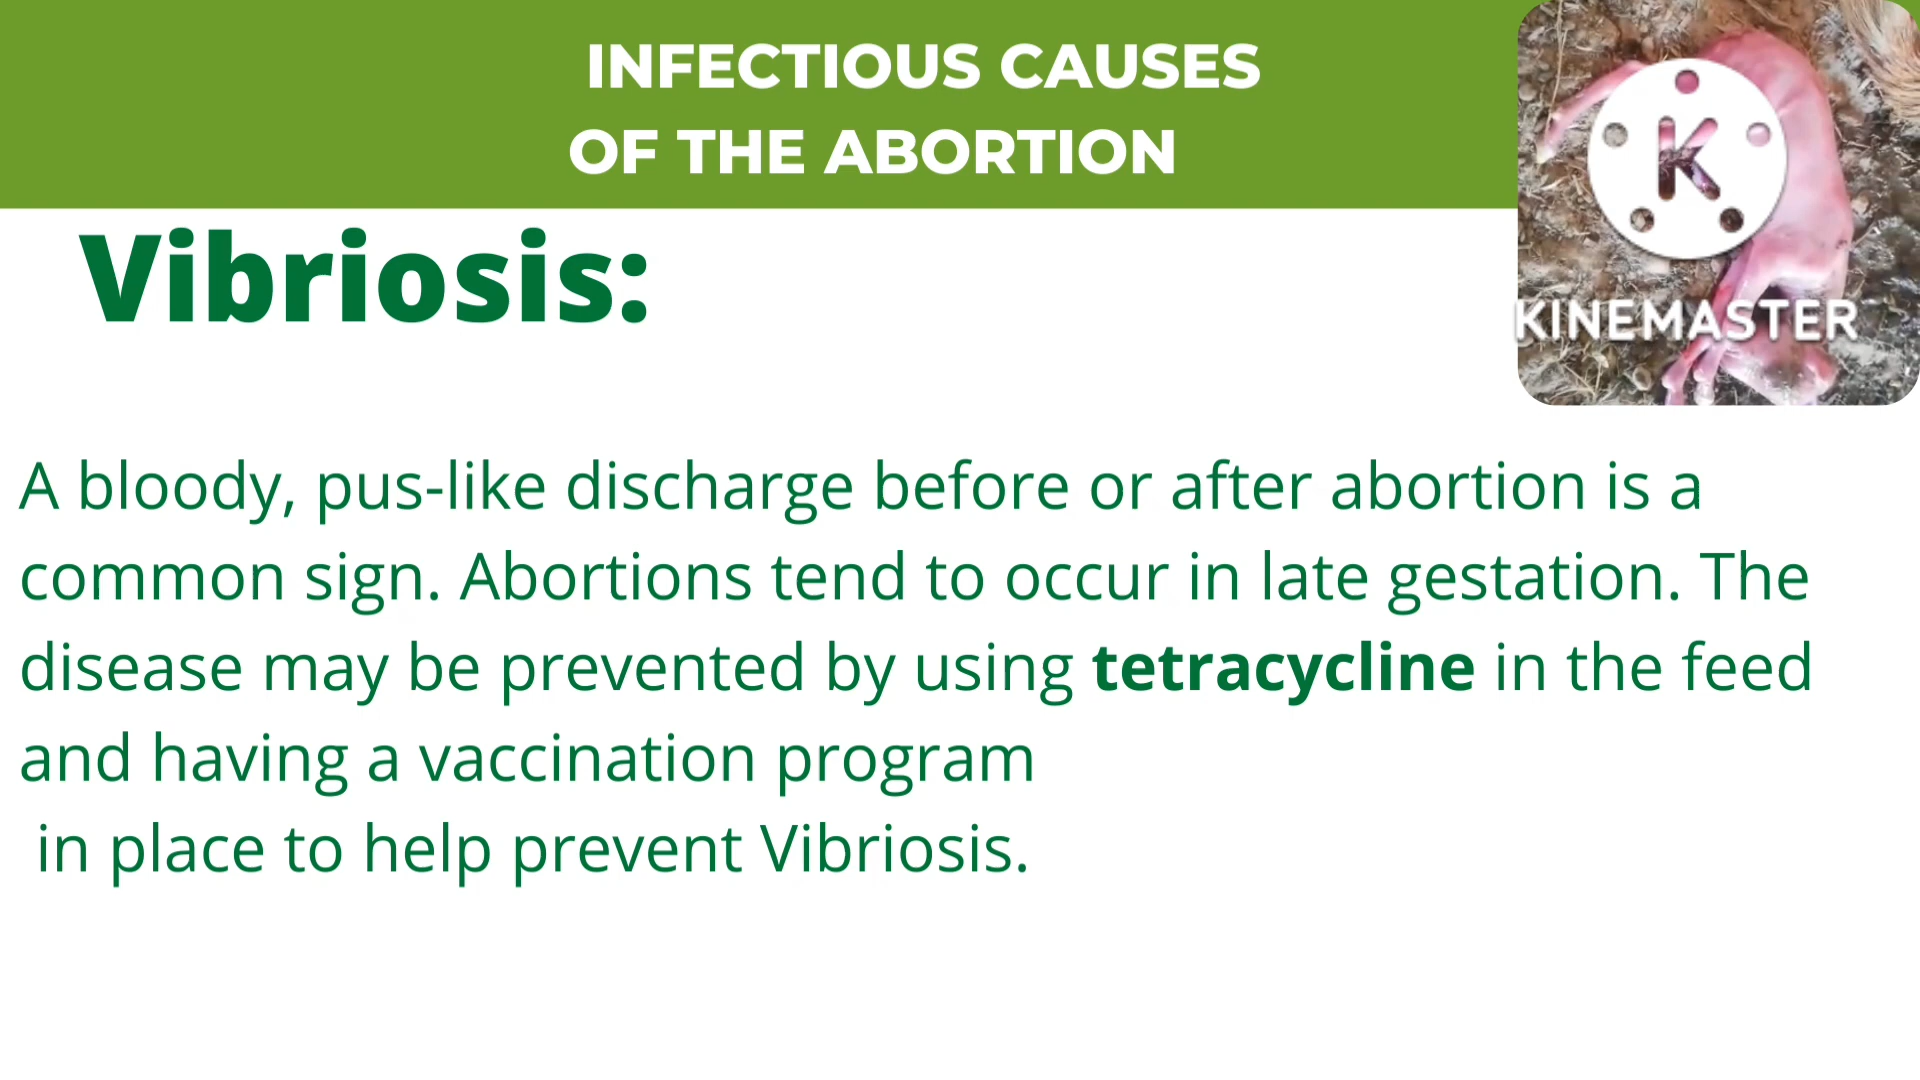 INFECTIOUS CAUSES
OF THE ABORTION
K
KINEMASTER
Vibriosis:
A bloody, pus-like discharge before or after abortion is a
common sign. Abortions tend to occur in late gestation. The
disease may be prevented by using tetracycline in the feed
and having a vaccination program
in place to help prevent Vibriosis.